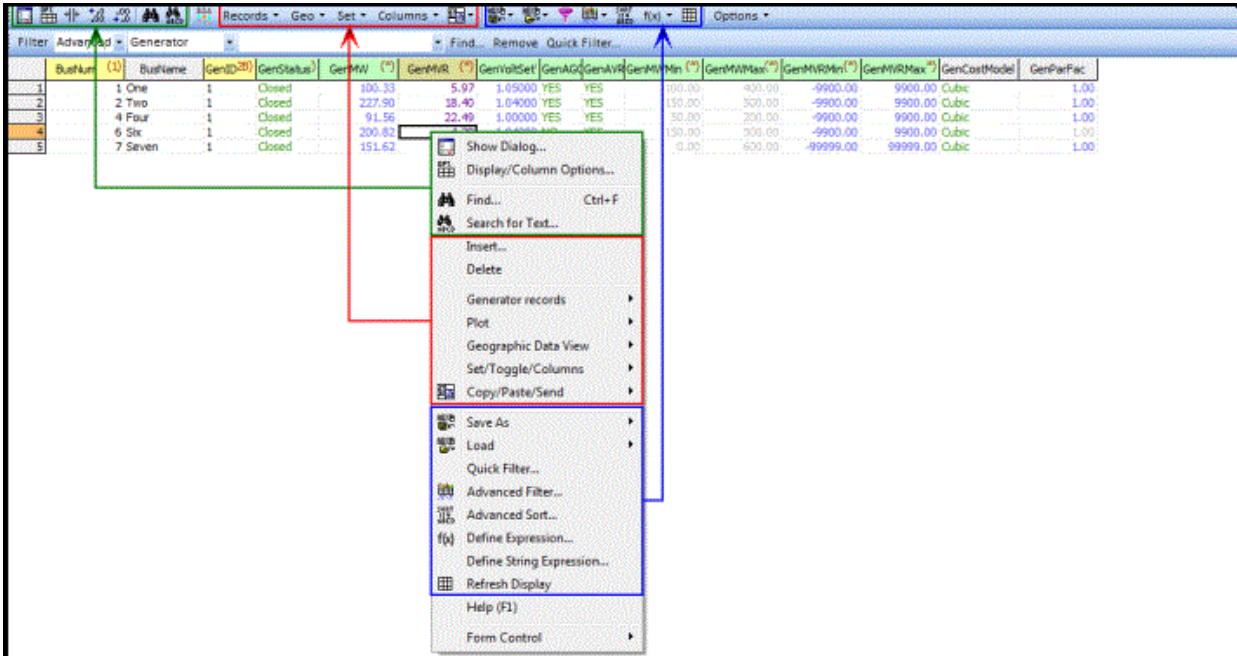 Records Geo Set Columns f(x) Options
Filter Advanced Generator Find... Remove Quick Filter...
BusNum (1) BusName GenID GenStatus GenMW GenMVR GenVoltSet GenAGC GenAVR GenMWMin GenMWMax GenMVRMin GenMVRMax GenCostModel GenParFac
1 1 One 1 Closed 100.33 5.97 1.05000 YES YES 100.00 400.00 -9900.00 9900.00 Cubic 1.00
2 2 Two 1 Closed 227.90 18.40 1.04000 YES YES 150.00 500.00 -9900.00 9900.00 Cubic 1.00
3 4 Four 1 Closed 91.56 22.49 1.00000 YES YES 50.00 200.00 -9900.00 9900.00 Cubic 1.00
4 6 Six 1 Closed 200.82 YES 150.00 300.00 -9900.00 9900.00 Cubic 1.00
5 7 Seven 1 Closed 151.62 0.00 600.00 -99999.00 99999.00 Cubic 1.00
Show Dialog...
Display/Column Options...
Find... Ctrl+F
Search for Text...
Insert...
Delete
Generator records
Plot
Geographic Data View
Set/Toggle/Columns
Copy/Paste/Send
Save As
Load
Quick Filter...
Advanced Filter...
Advanced Sort...
f(x) Define Expression...
Define String Expression...
Refresh Display
Help (F1)
Form Control